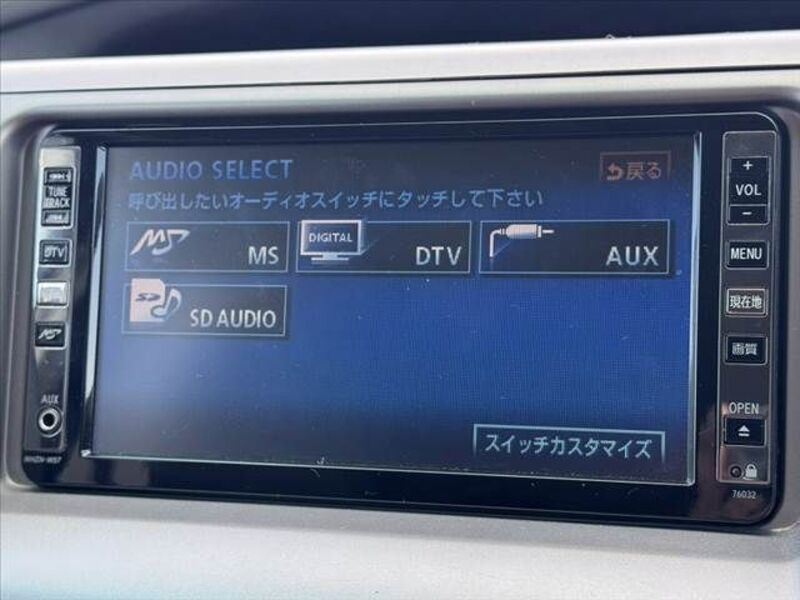 AUDIO SELECT
戻る
呼び出したいオーディオスイッチにタッチして下さい
MS
MS
DIGITAL
DTV
AUX
SD
SD AUDIO
スイッチカスタマイズ
TUNE
TRACK
DTV
MS
AUX
+
VOL
-
MENU
現在地
画質
OPEN
76032